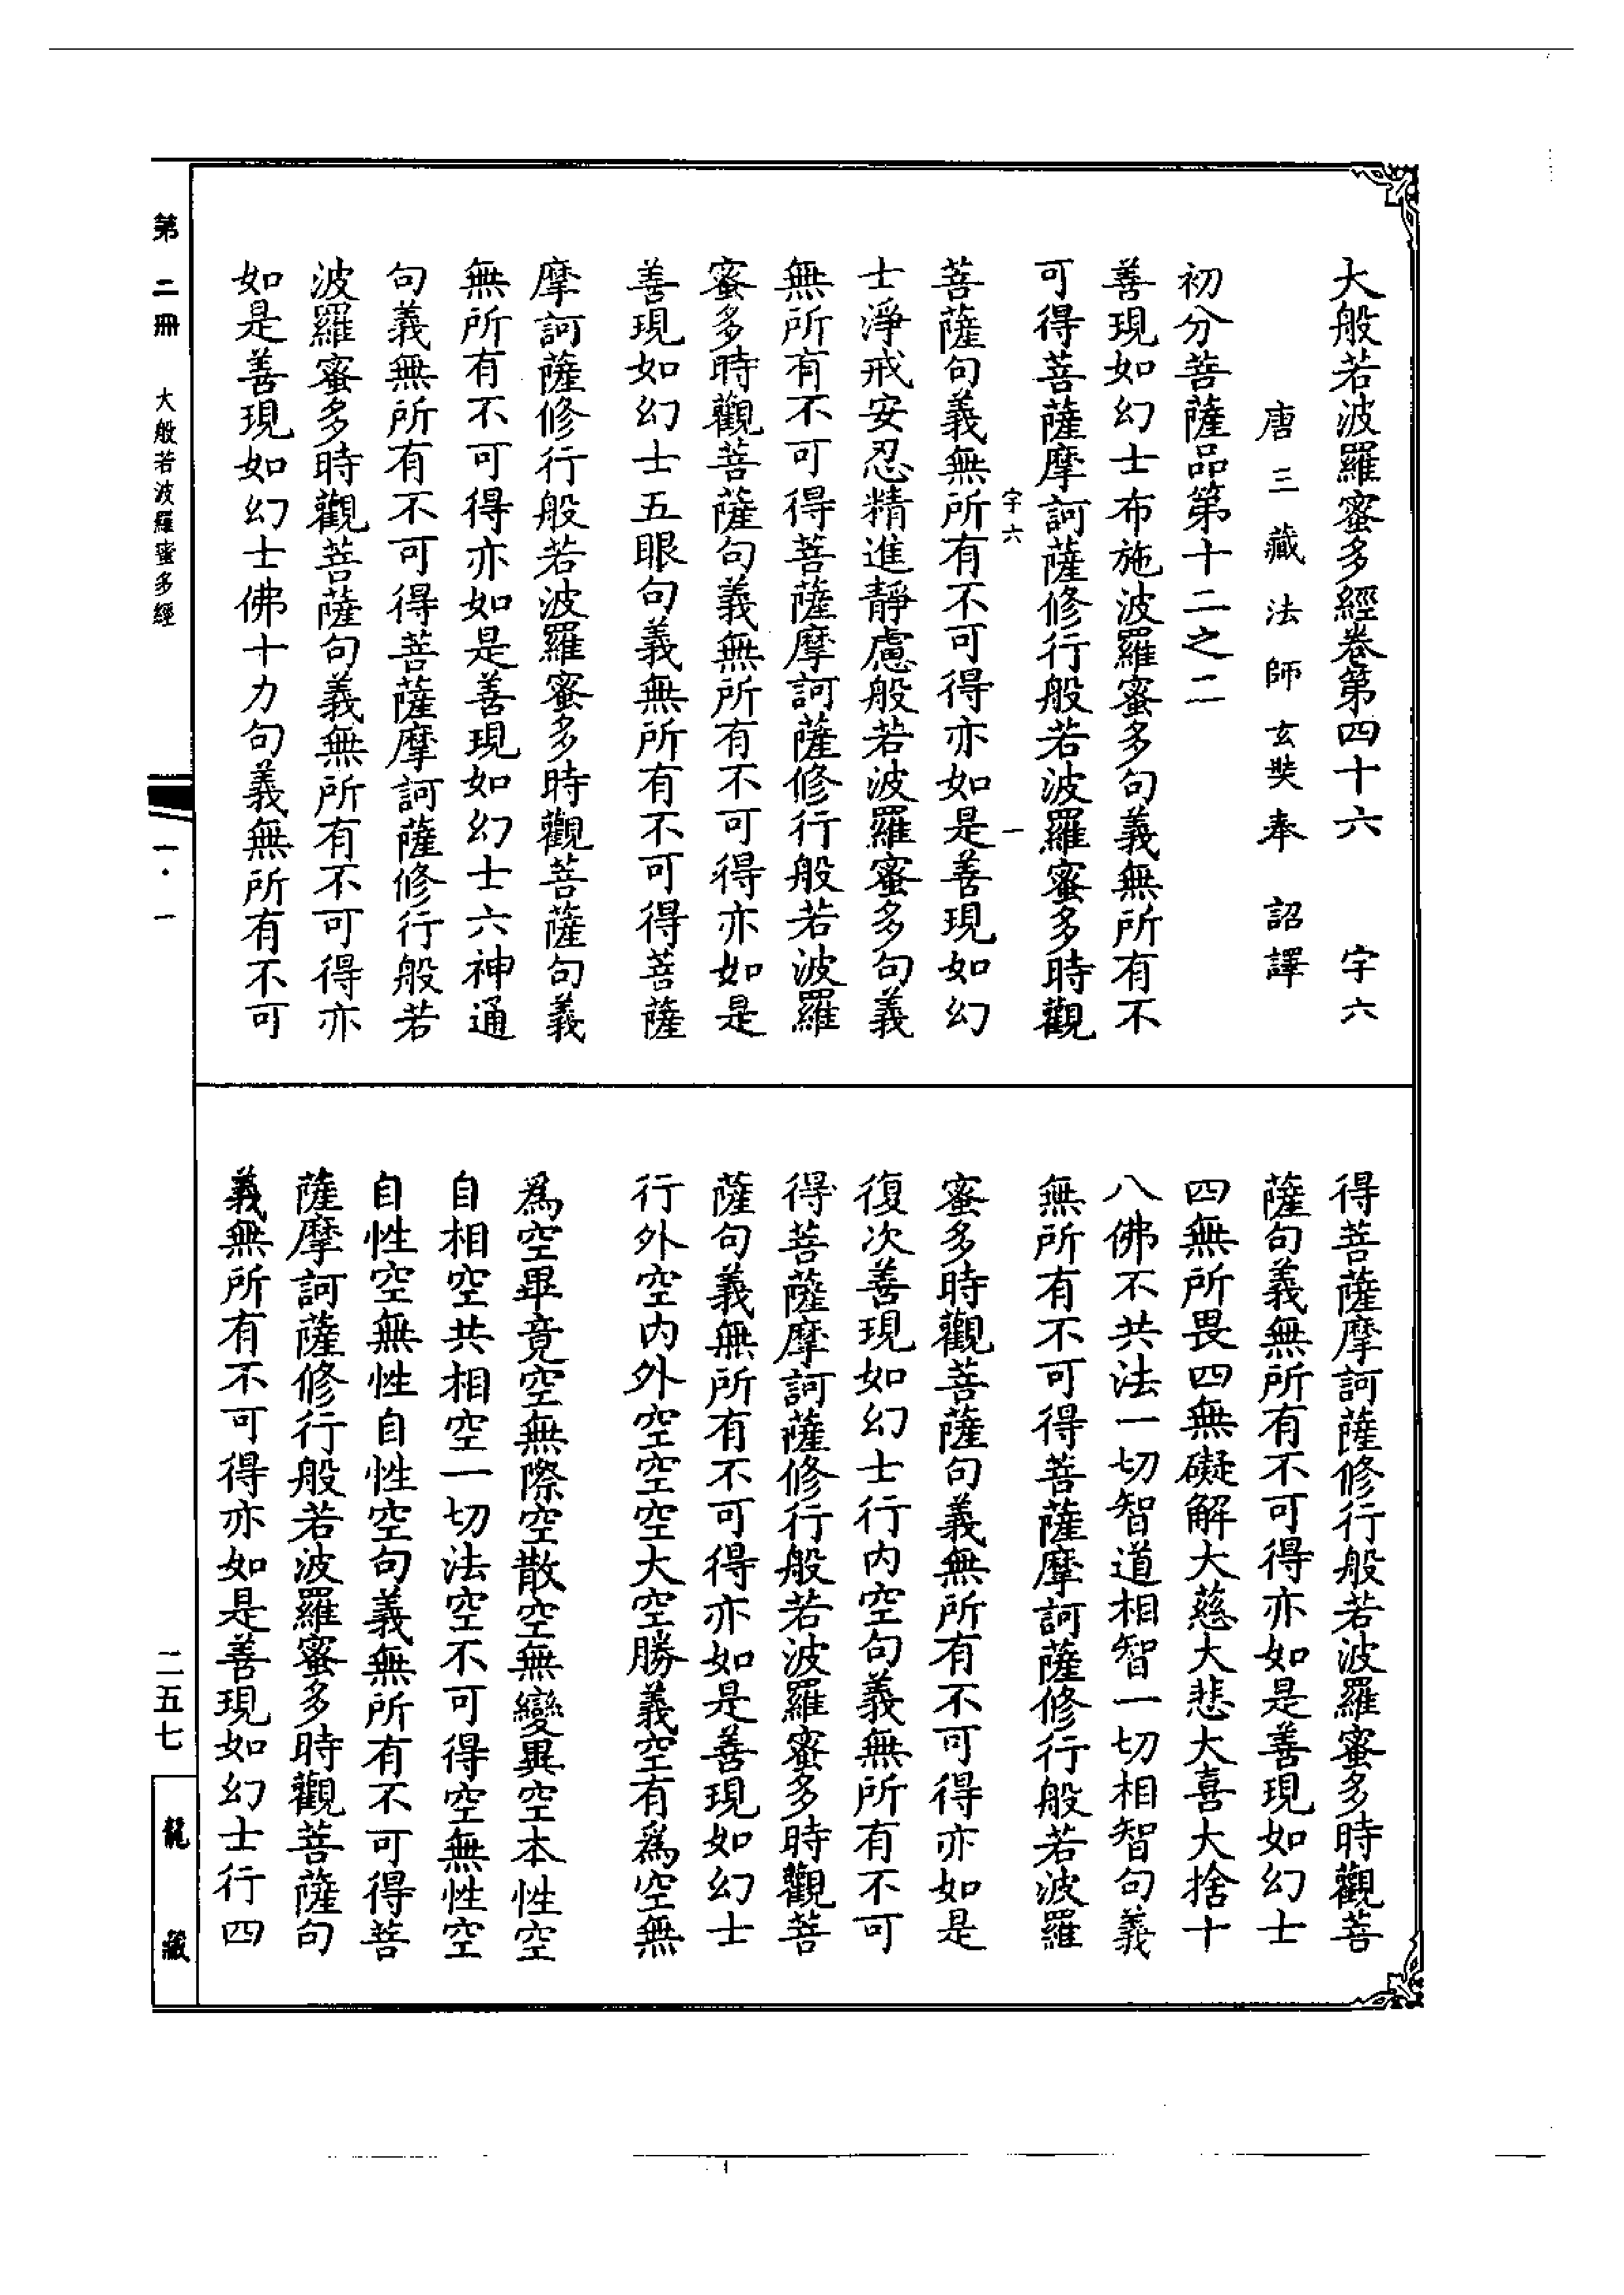 大般若波羅蜜多經卷第四十六　字六
唐三藏法師玄奘奉　詔譯
初分菩薩品第十二之二
善現如幻士布施波羅蜜多句義無所有不
可得菩薩摩訶薩修行般若波羅蜜多時觀
字六　一
菩薩句義無所有不可得亦如是善現如幻
士淨戒安忍精進靜慮般若波羅蜜多句義
無所有不可得菩薩摩訶薩修行般若波羅
蜜多時觀菩薩句義無所有不可得亦如是
善現如幻士五眼句義無所有不可得菩薩
摩訶薩修行般若波羅蜜多時觀菩薩句義
無所有不可得亦如是善現如幻士六神通
句義無所有不可得菩薩摩訶薩修行般若
波羅蜜多時觀菩薩句義無所有不可得亦
如是善現如幻士佛十力句義無所有不可
得菩薩摩訶薩修行般若波羅蜜多時觀菩
薩句義無所有不可得亦如是善現如幻士
四無所畏四無礙解大慈大悲大喜大捨十
八佛不共法一切智道相智一切相智句義
無所有不可得菩薩摩訶薩修行般若波羅
蜜多時觀菩薩句義無所有不可得亦如是
復次善現如幻士行內空句義無所有不可
得菩薩摩訶薩修行般若波羅蜜多時觀菩
薩句義無所有不可得亦如是善現如幻士
行外空內外空空空大空勝義空有為空無
為空畢竟空無際空散空無變異空本性空
自相空共相空一切法空不可得空無性空
自性空無性自性空句義無所有不可得菩
薩摩訶薩修行般若波羅蜜多時觀菩薩句
義無所有不可得亦如是善現如幻士行四
第二冊　大般若波羅蜜多經　一·一　二五七　龍藏